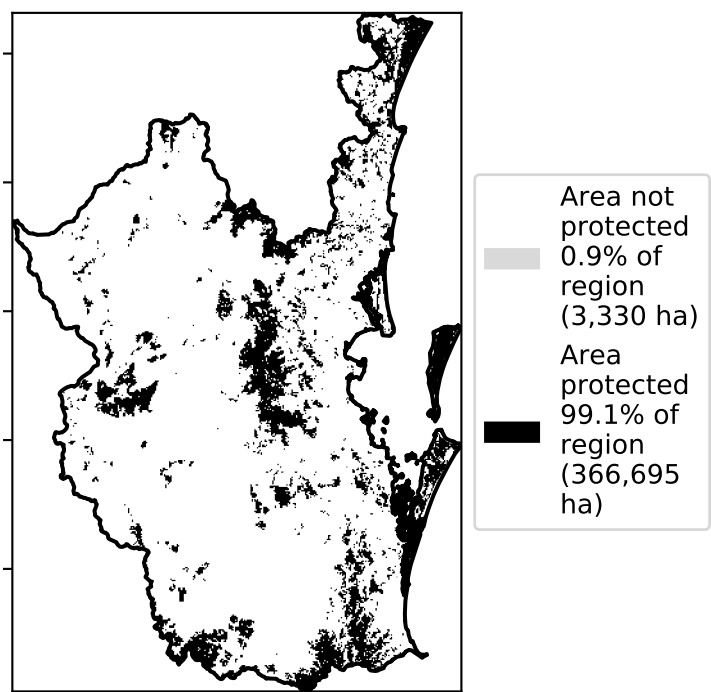 Area not
protected
0.9% of
region
(3,330 ha)
Area
protected
99.1% of
region
(366,695
ha)